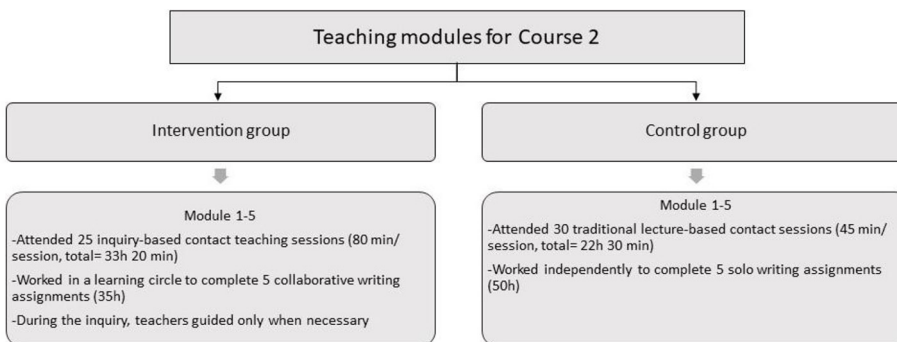 Teaching modules for Course 2
Intervention group
Control group
Module 1-5
-Attended 25 inquiry-based contact teaching sessions (80 min/
session, total= 33h 20 min)
-Worked in a learning circle to complete 5 collaborative writing
assignments (35h)
-During the inquiry, teachers guided only when necessary
Module 1-5
-Attended 30 traditional lecture-based contact sessions (45 min/
session, total= 22h 30 min)
-Worked independently to complete 5 solo writing assignments
(50h)